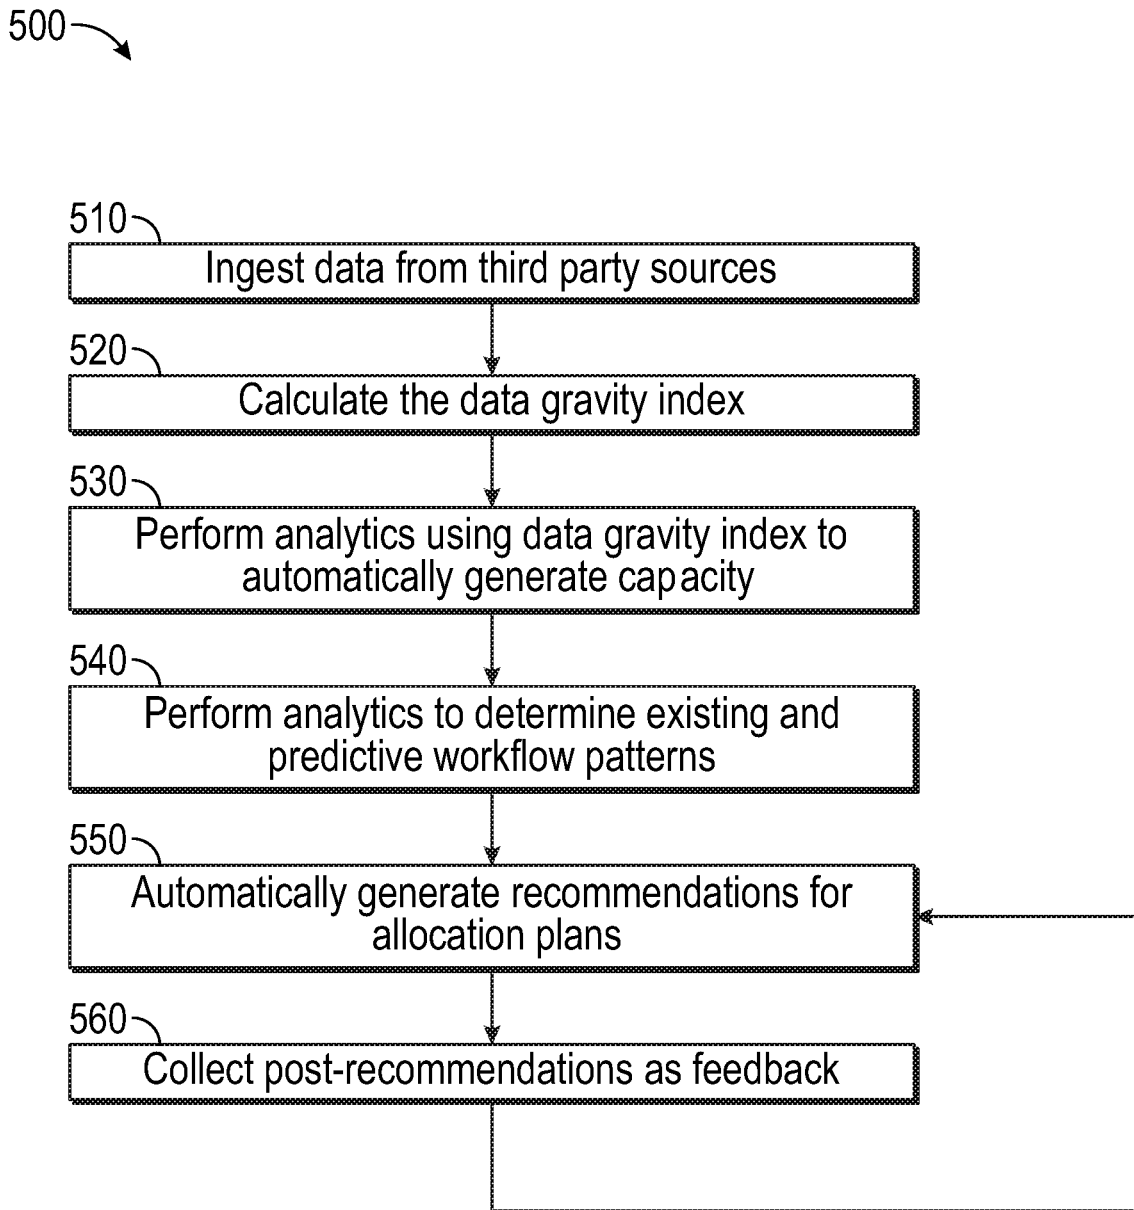 500
510
Ingest data from third party sources
520
Calculate the data gravity index
530
Perform analytics using data gravity index to
automatically generate capacity
540
Perform analytics to determine existing and
predictive workflow patterns
550
Automatically generate recommendations for
allocation plans
560
Collect post-recommendations as feedback